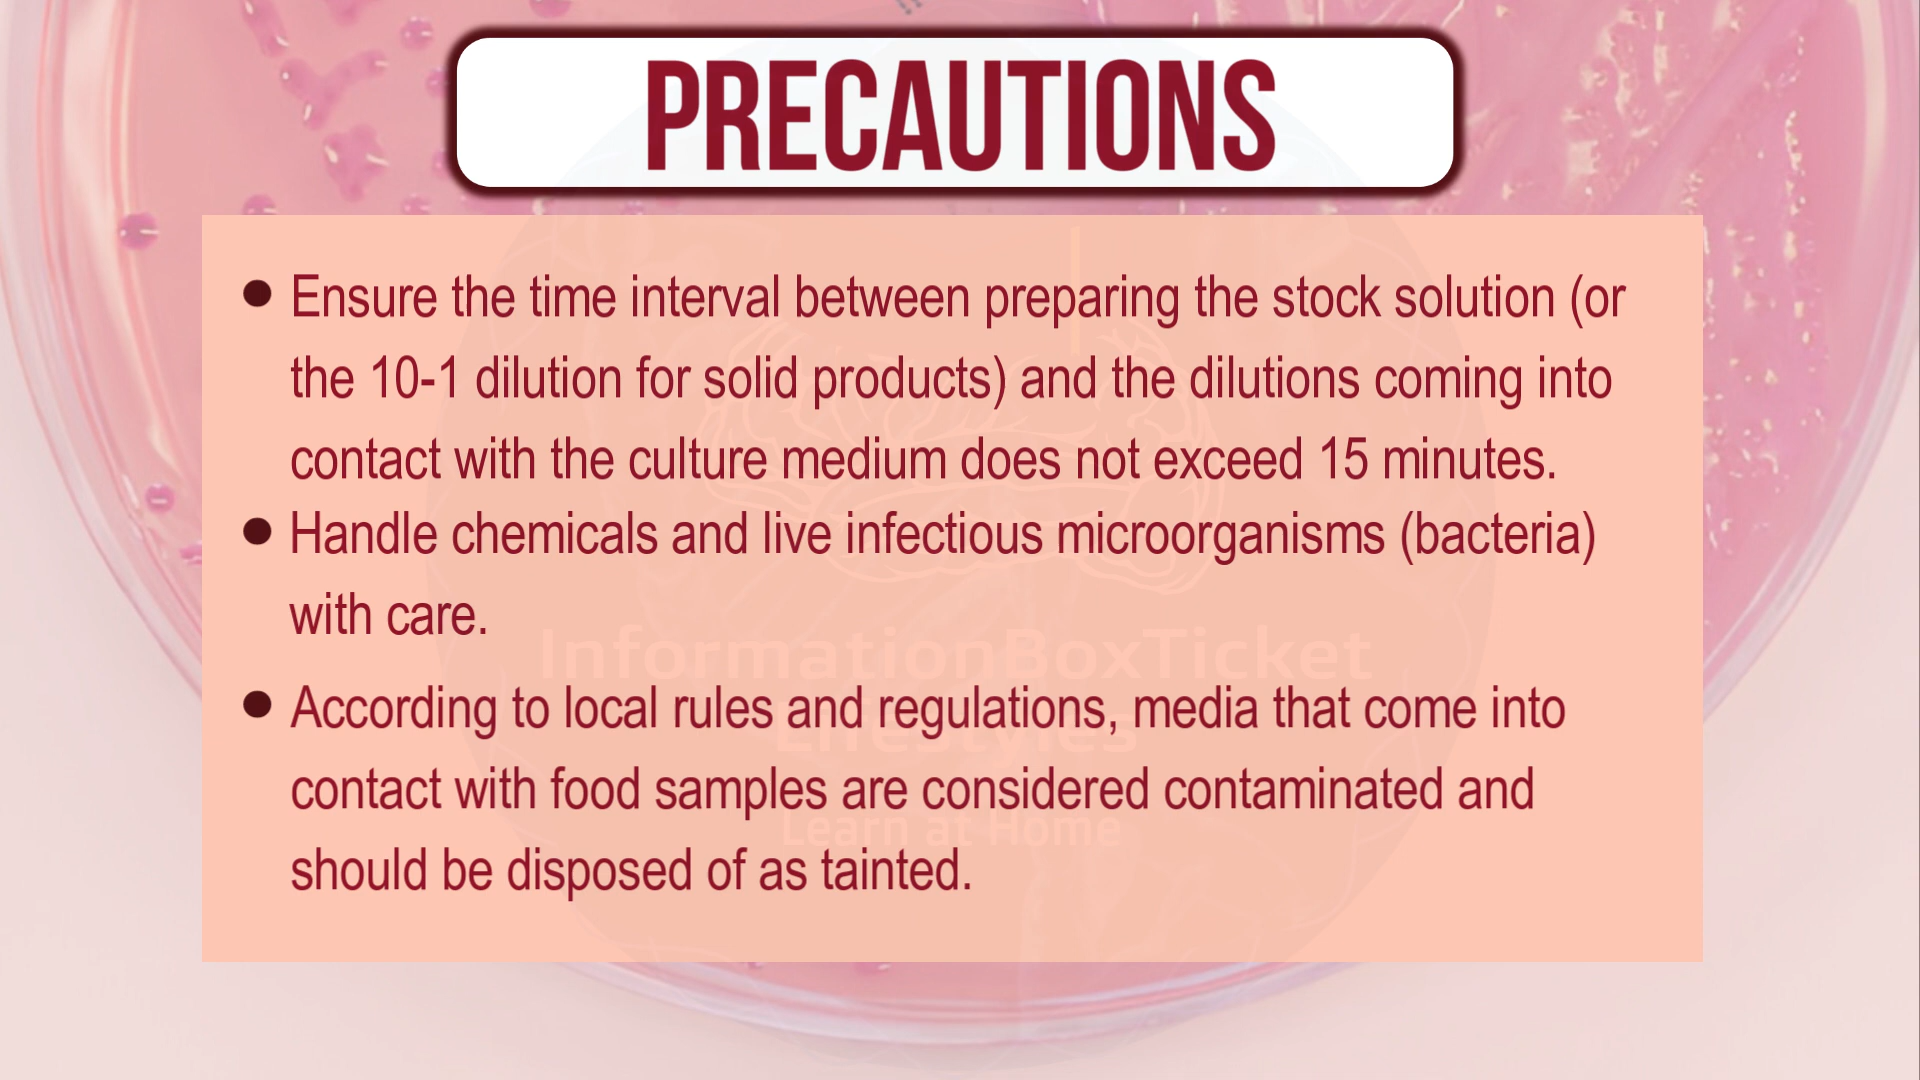 PRECAUTIONS
● Ensure the time interval between preparing the stock solution (or
the 10-1 dilution for solid products) and the dilutions coming into
contact with the culture medium does not exceed 15 minutes.
● Handle chemicals and live infectious microorganisms (bacteria)
with care.
InformationBoxTicket
● According to local rules and regulations, media that come into
Lifestyles
contact with food samples are considered contaminated and
Learn at Home
should be disposed of as tainted.